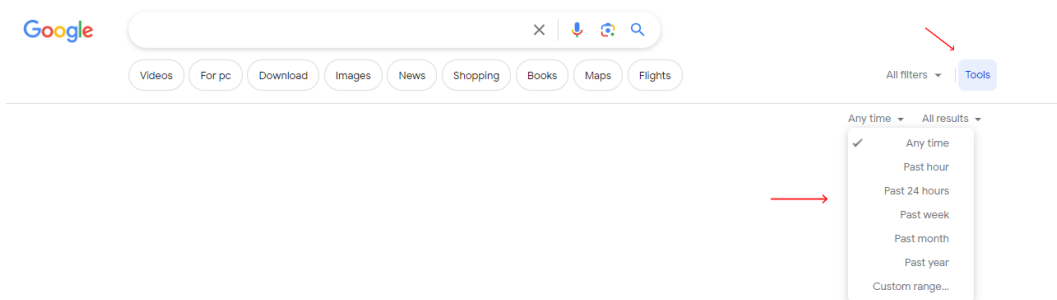 Google
Videos For pc Download Images News Shopping Books Maps Flights All filters Tools
Any time All results
Any time
Past hour
Past 24 hours
Past week
Past month
Past year
Custom range...